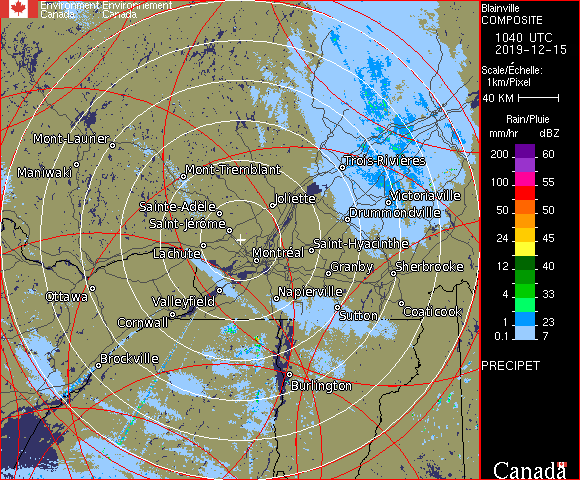 Environment Environnement
Canada Canada
Mont-Laurier
Maniwaki
Mont-Tremblant
Trois-Rivières
Sainte-Adele
Joliette
Victoriaville
Saint-Jérome
Drummondville
Lachute
Montréal
Saint-Hyacinthe
Granby
Sherbrooke
Ottawa
Valleyfield
Napierville
Cornwall
Sutton
Coaticook
Brockville
Burlington
Blainville
COMPOSITE
1040 UTC
2019-12-15
Scale/Échelle:
1km/Pixel
40 KM
Rain/Pluie
mm/hr dBZ
200 60
100 55
50 50
24 45
12 40
4 33
1 23
0.1 7
PRECIPET
Canada